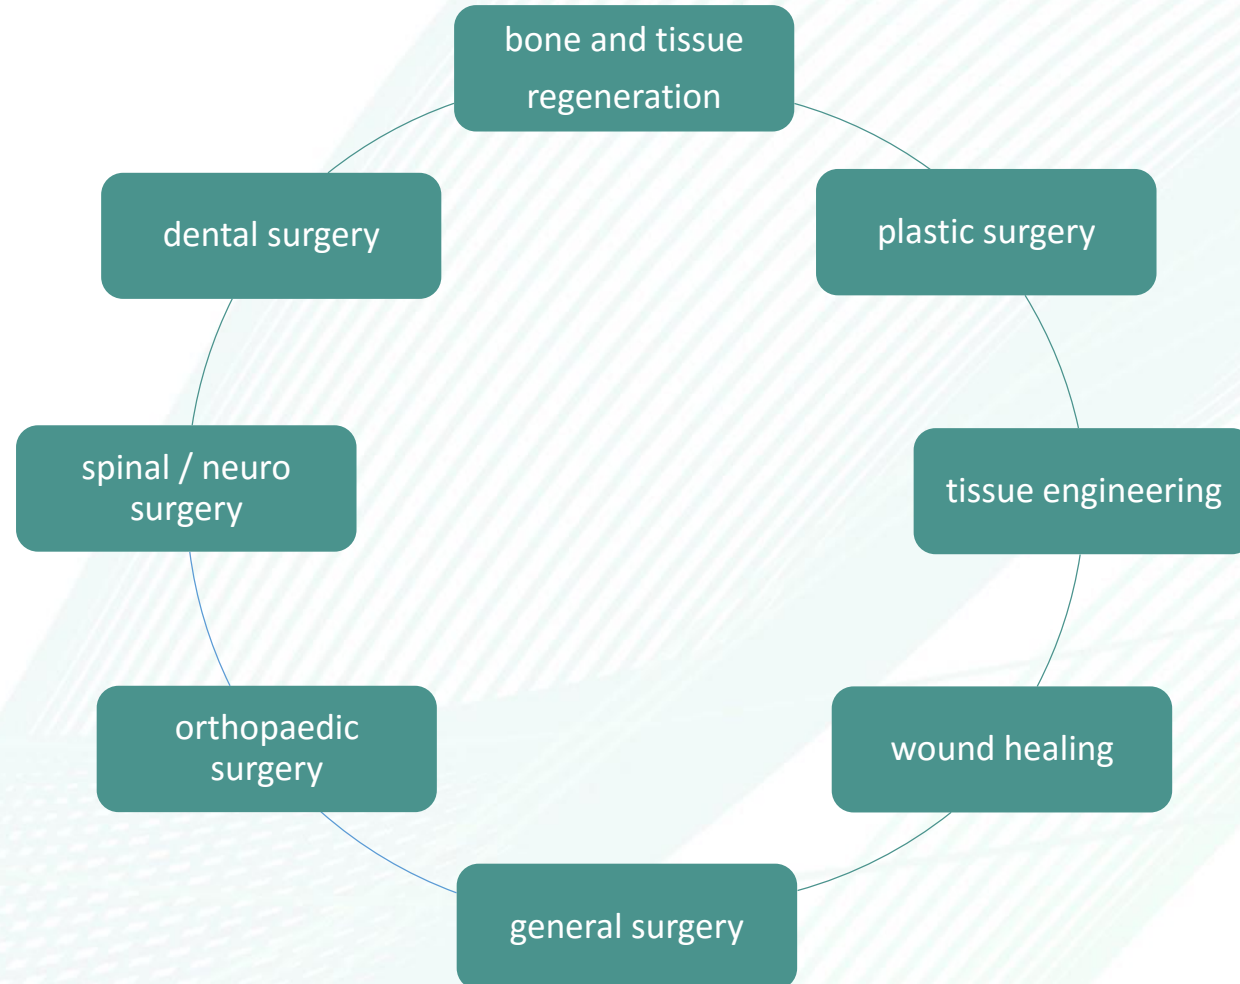 bone and tissue
regeneration
dental surgery
plastic surgery
spinal / neuro
surgery
tissue engineering
orthopaedic
surgery
wound healing
general surgery